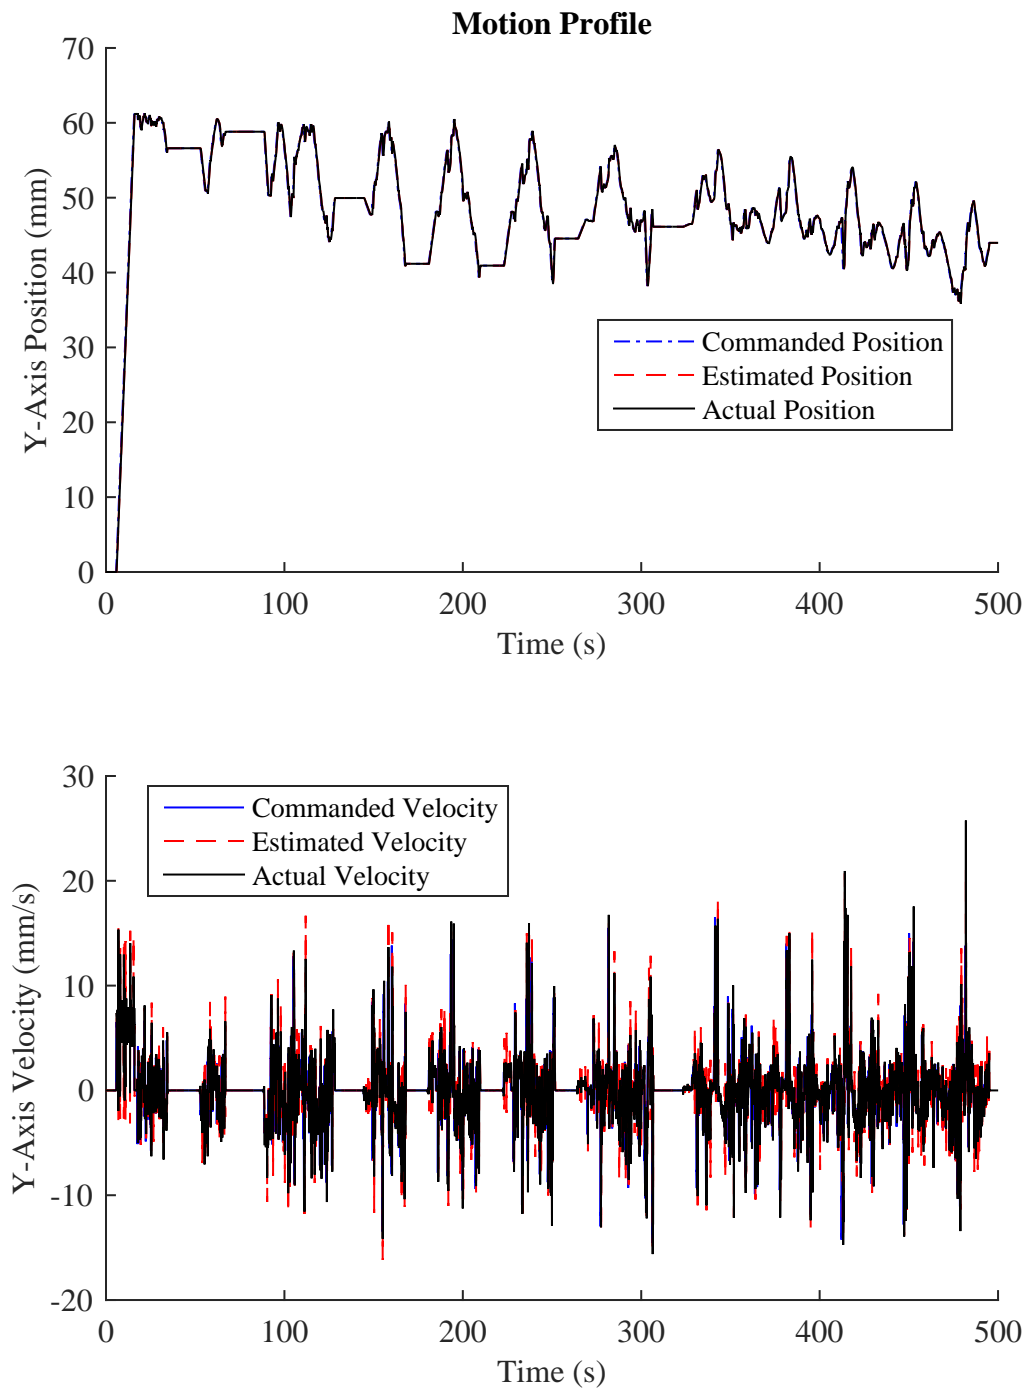 Motion Profile
70
60
50
40
30
20
10
0
Y-Axis Position (mm)
Commanded Position
Estimated Position
Actual Position
0 100 200 300 400 500
Time (s)
30
20
10
0
-10
-20
Y-Axis Velocity (mm/s)
Commanded Velocity
Estimated Velocity
Actual Velocity
0 100 200 300 400 500
Time (s)